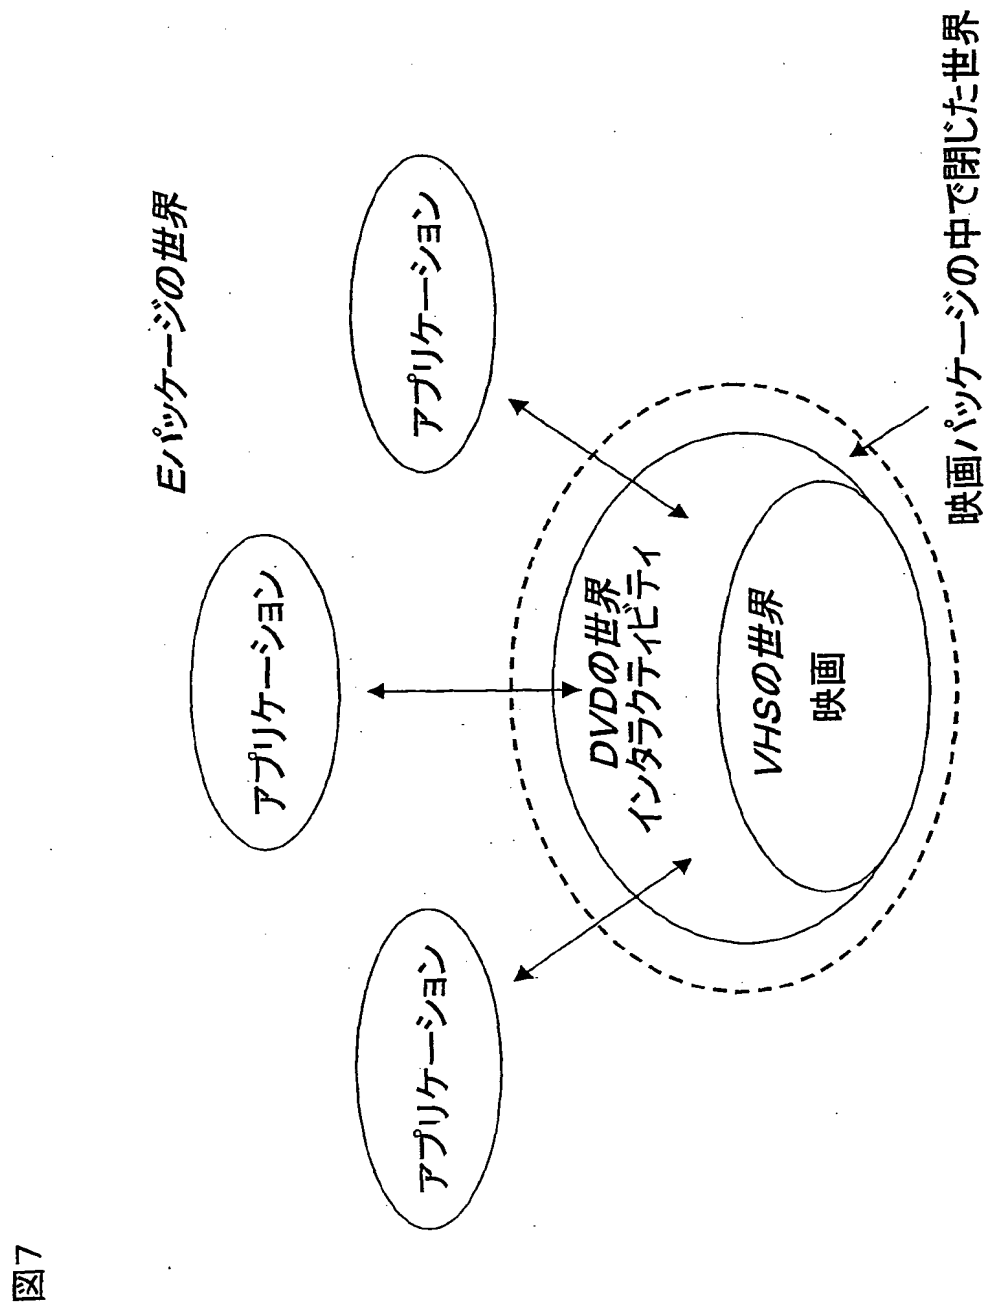 図7
Eパッケージの世界
アプリケーション
アプリケーション
アプリケーション
DVDの世界
インタラクティビティ
VHSの世界
映画
映画パッケージの中で閉じた世界